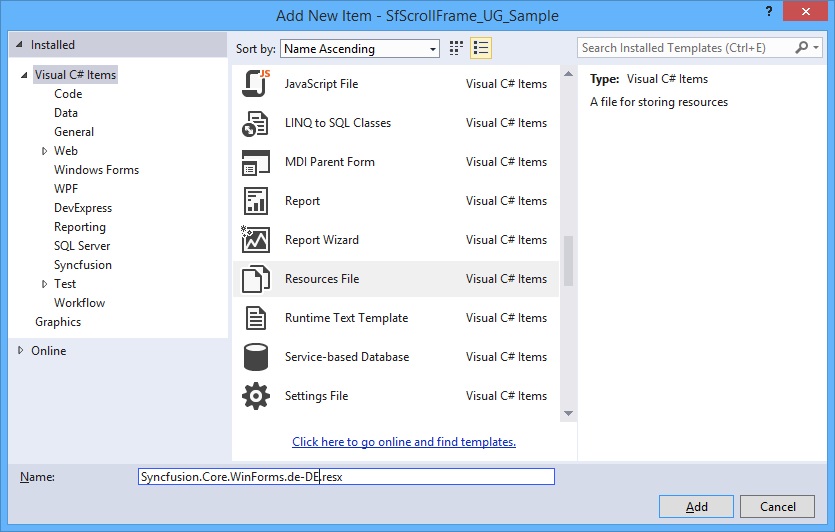 Add New Item - SfScrollFrame_UG_Sample
?
Installed
Sort by: Name Ascending
Search Installed Templates (Ctrl+E)
Visual C# Items
Code
Data
General
Web
Windows Forms
WPF
DevExpress
Reporting
SQL Server
Syncfusion
Test
Workflow
Graphics
Online
JS
JavaScript File Visual C# Items
LINQ to SQL Classes Visual C# Items
MDI Parent Form Visual C# Items
Report Visual C# Items
Report Wizard Visual C# Items
Resources File Visual C# Items
Runtime Text Template Visual C# Items
Service-based Database Visual C# Items
Settings File Visual C# Items
Click here to go online and find templates.
Type: Visual C# Items
A file for storing resources
Name: Syncfusion.Core.WinForms.de-DE.resx
Add Cancel